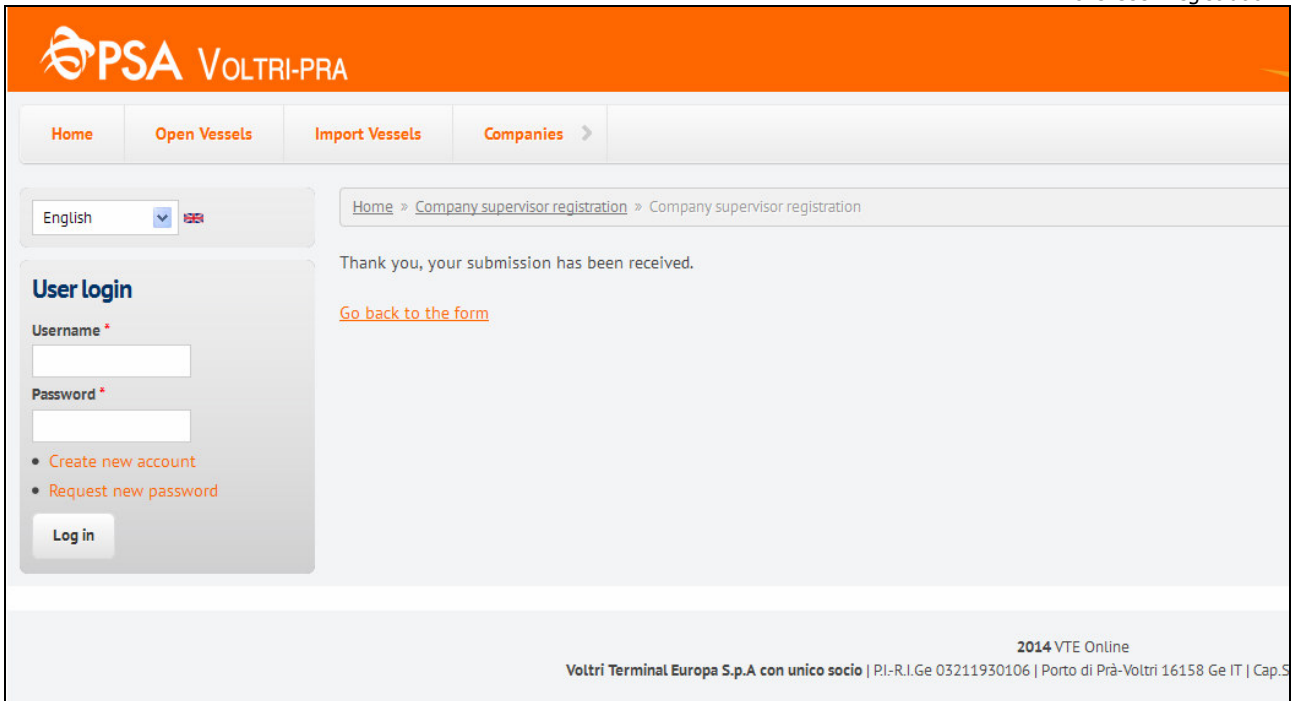 PSA VOLTRI-PRA
Home Open Vessels Import Vessels Companies
English
Home » Company supervisor registration » Company supervisor registration
Thank you, your submission has been received.
Go back to the form
User login
Username *
Password *
Create new account
Request new password
Log in
2014 VTE Online
Voltri Terminal Europa S.p.A con unico socio | P.I.-R.I.Ge 03211930106 | Porto di Prà-Voltri 16158 Ge IT | Cap.S